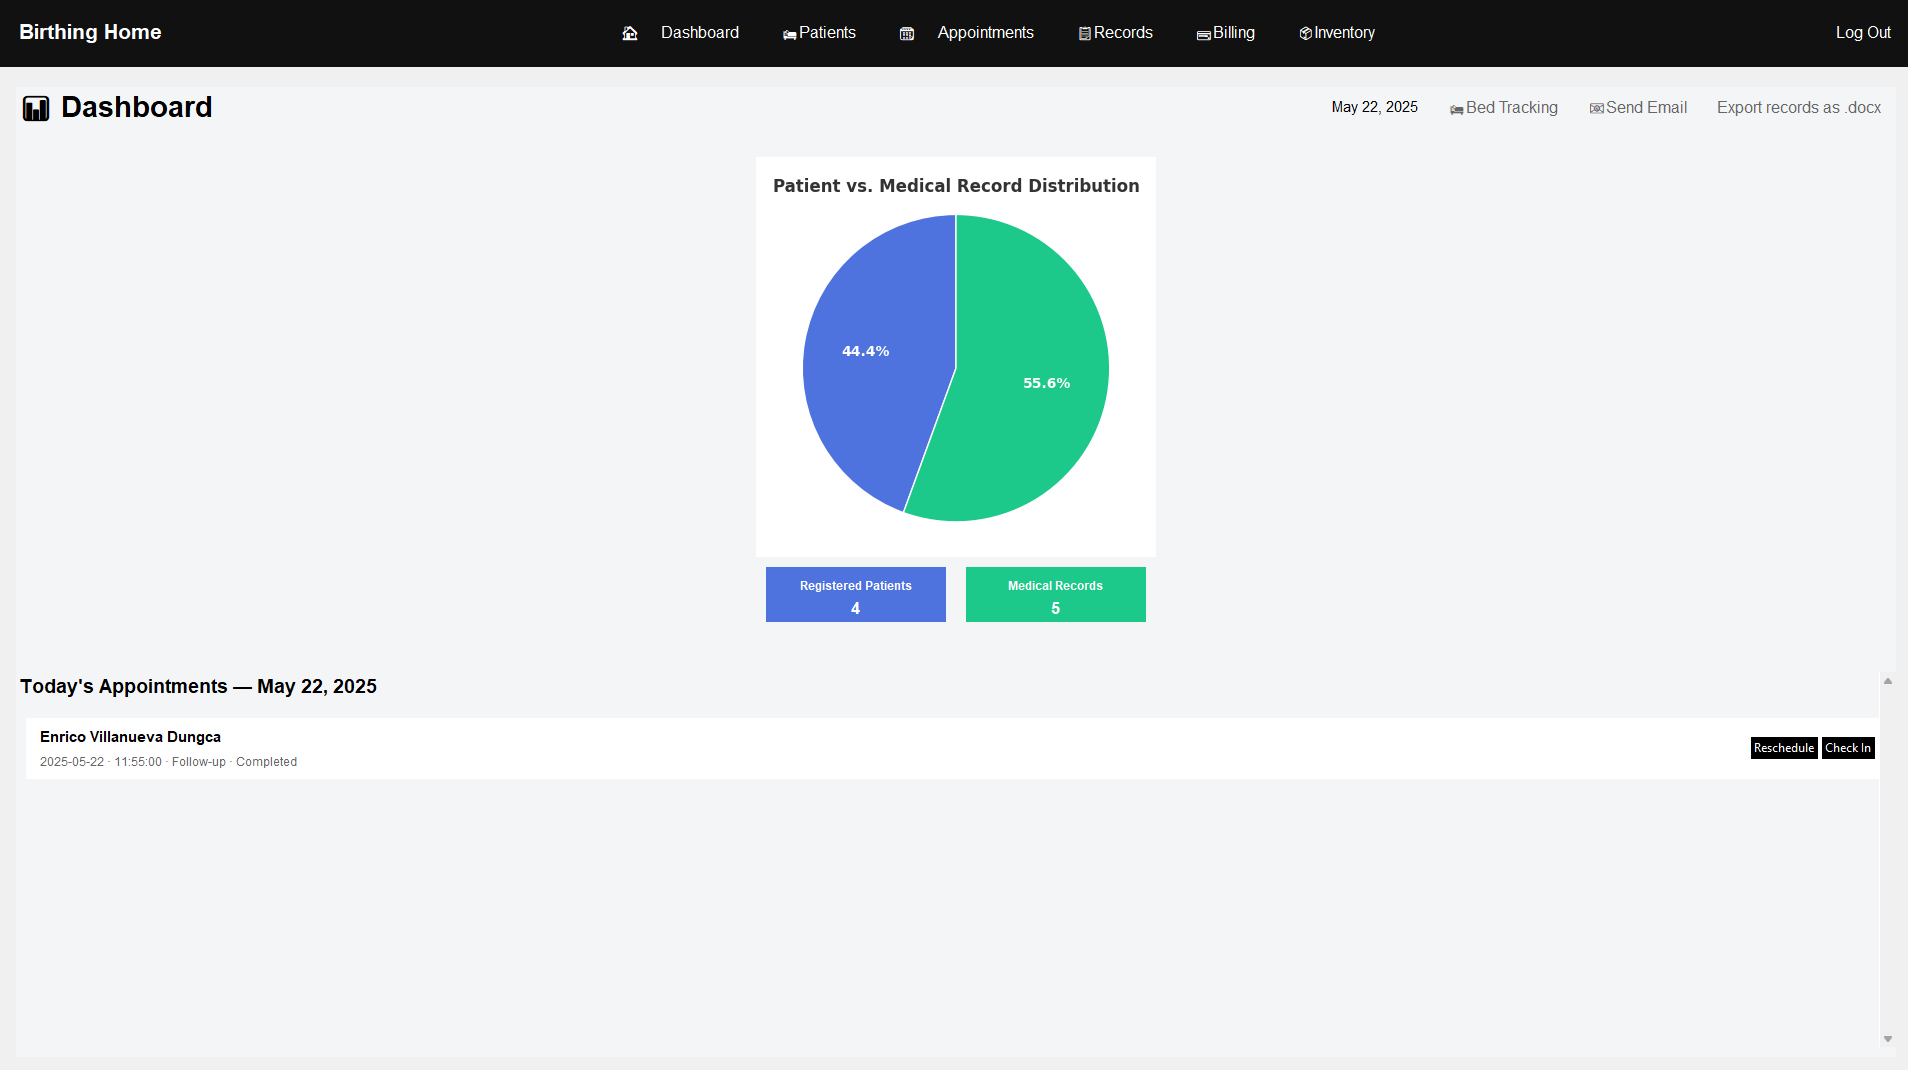 Birthing Home
Dashboard
Patients
Appointments
Records
Billing
Inventory
Log Out
Dashboard
May 22, 2025
Bed Tracking
Send Email
Export records as .docx
Patient vs. Medical Record Distribution
44.4%
55.6%
Registered Patients
4
Medical Records
5
Today's Appointments — May 22, 2025
Enrico Villanueva Dungca
2025-05-22 · 11:55:00 · Follow-up · Completed
Reschedule
Check In